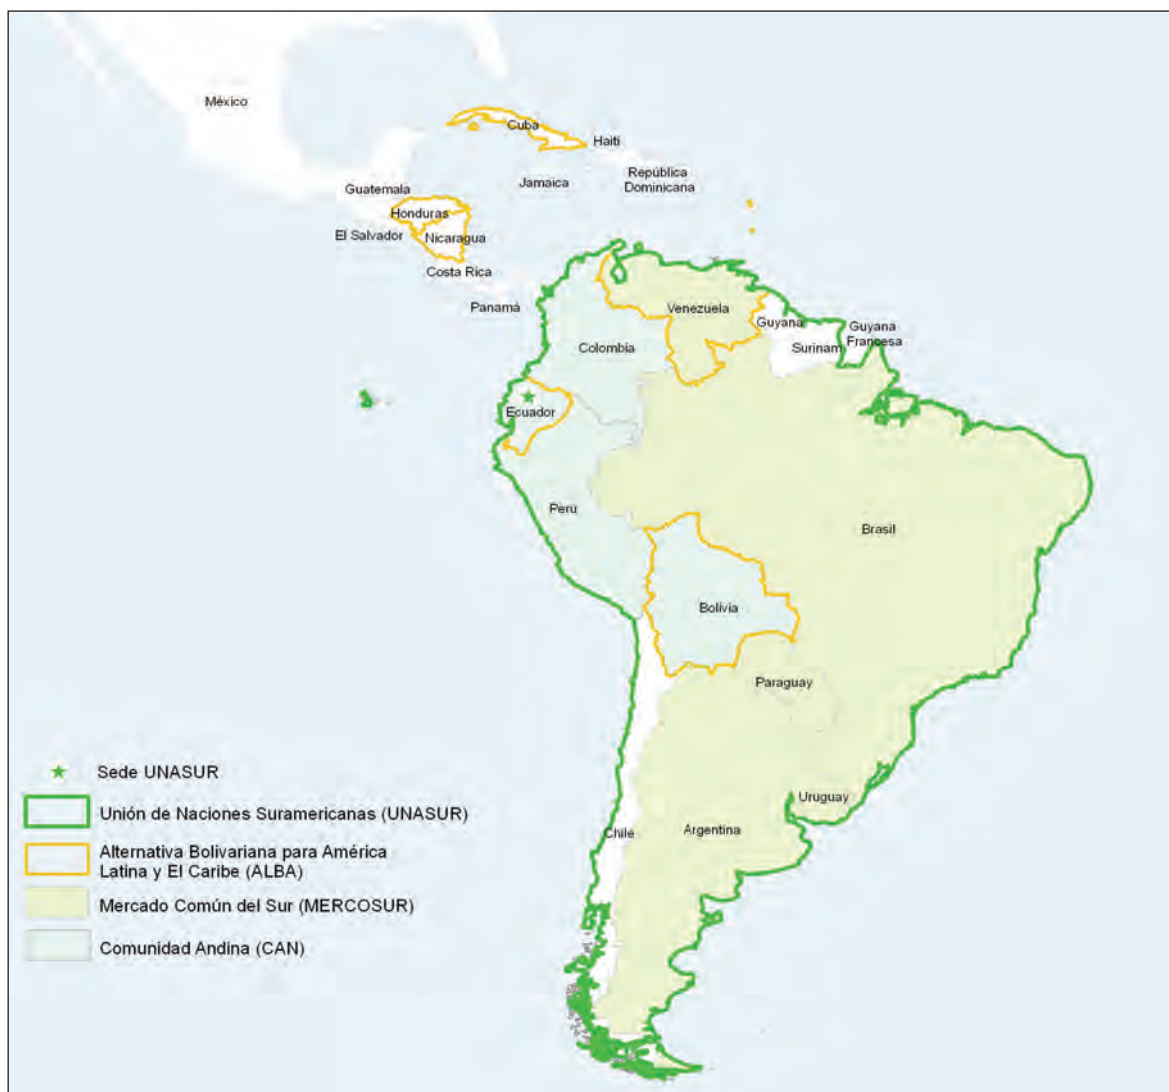 México
Cuba
Haiti
República
Dominicana
Jamaica
Guatemala
Honduras
El Salvador
Nicaragua
Costa Rica
Panamá
Venezuela
Guyana
Guyana
Francesa
Surinam
Colombia
Ecuador
Perú
Brasil
Bolivia
Paraguay
Uruguay
Chile
Argentina
Sede UNASUR
Unión de Naciones Suramericanas (UNASUR)
Alternativa Bolivariana para América
Latina y El Caribe (ALBA)
Mercado Común del Sur (MERCOSUR)
Comunidad Andina (CAN)